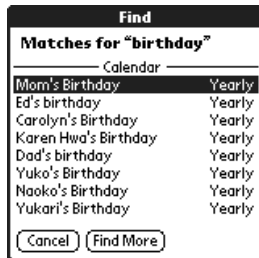 Find
Matches for “birthday”
Calendar
Mom's Birthday Yearly
Ed's birthday Yearly
Carolyn's Birthday Yearly
Karen Hwa's Birthday Yearly
Dad's birthday Yearly
Yuko's Birthday Yearly
Naoko's Birthday Yearly
Yukari's Birthday Yearly
Cancel Find More